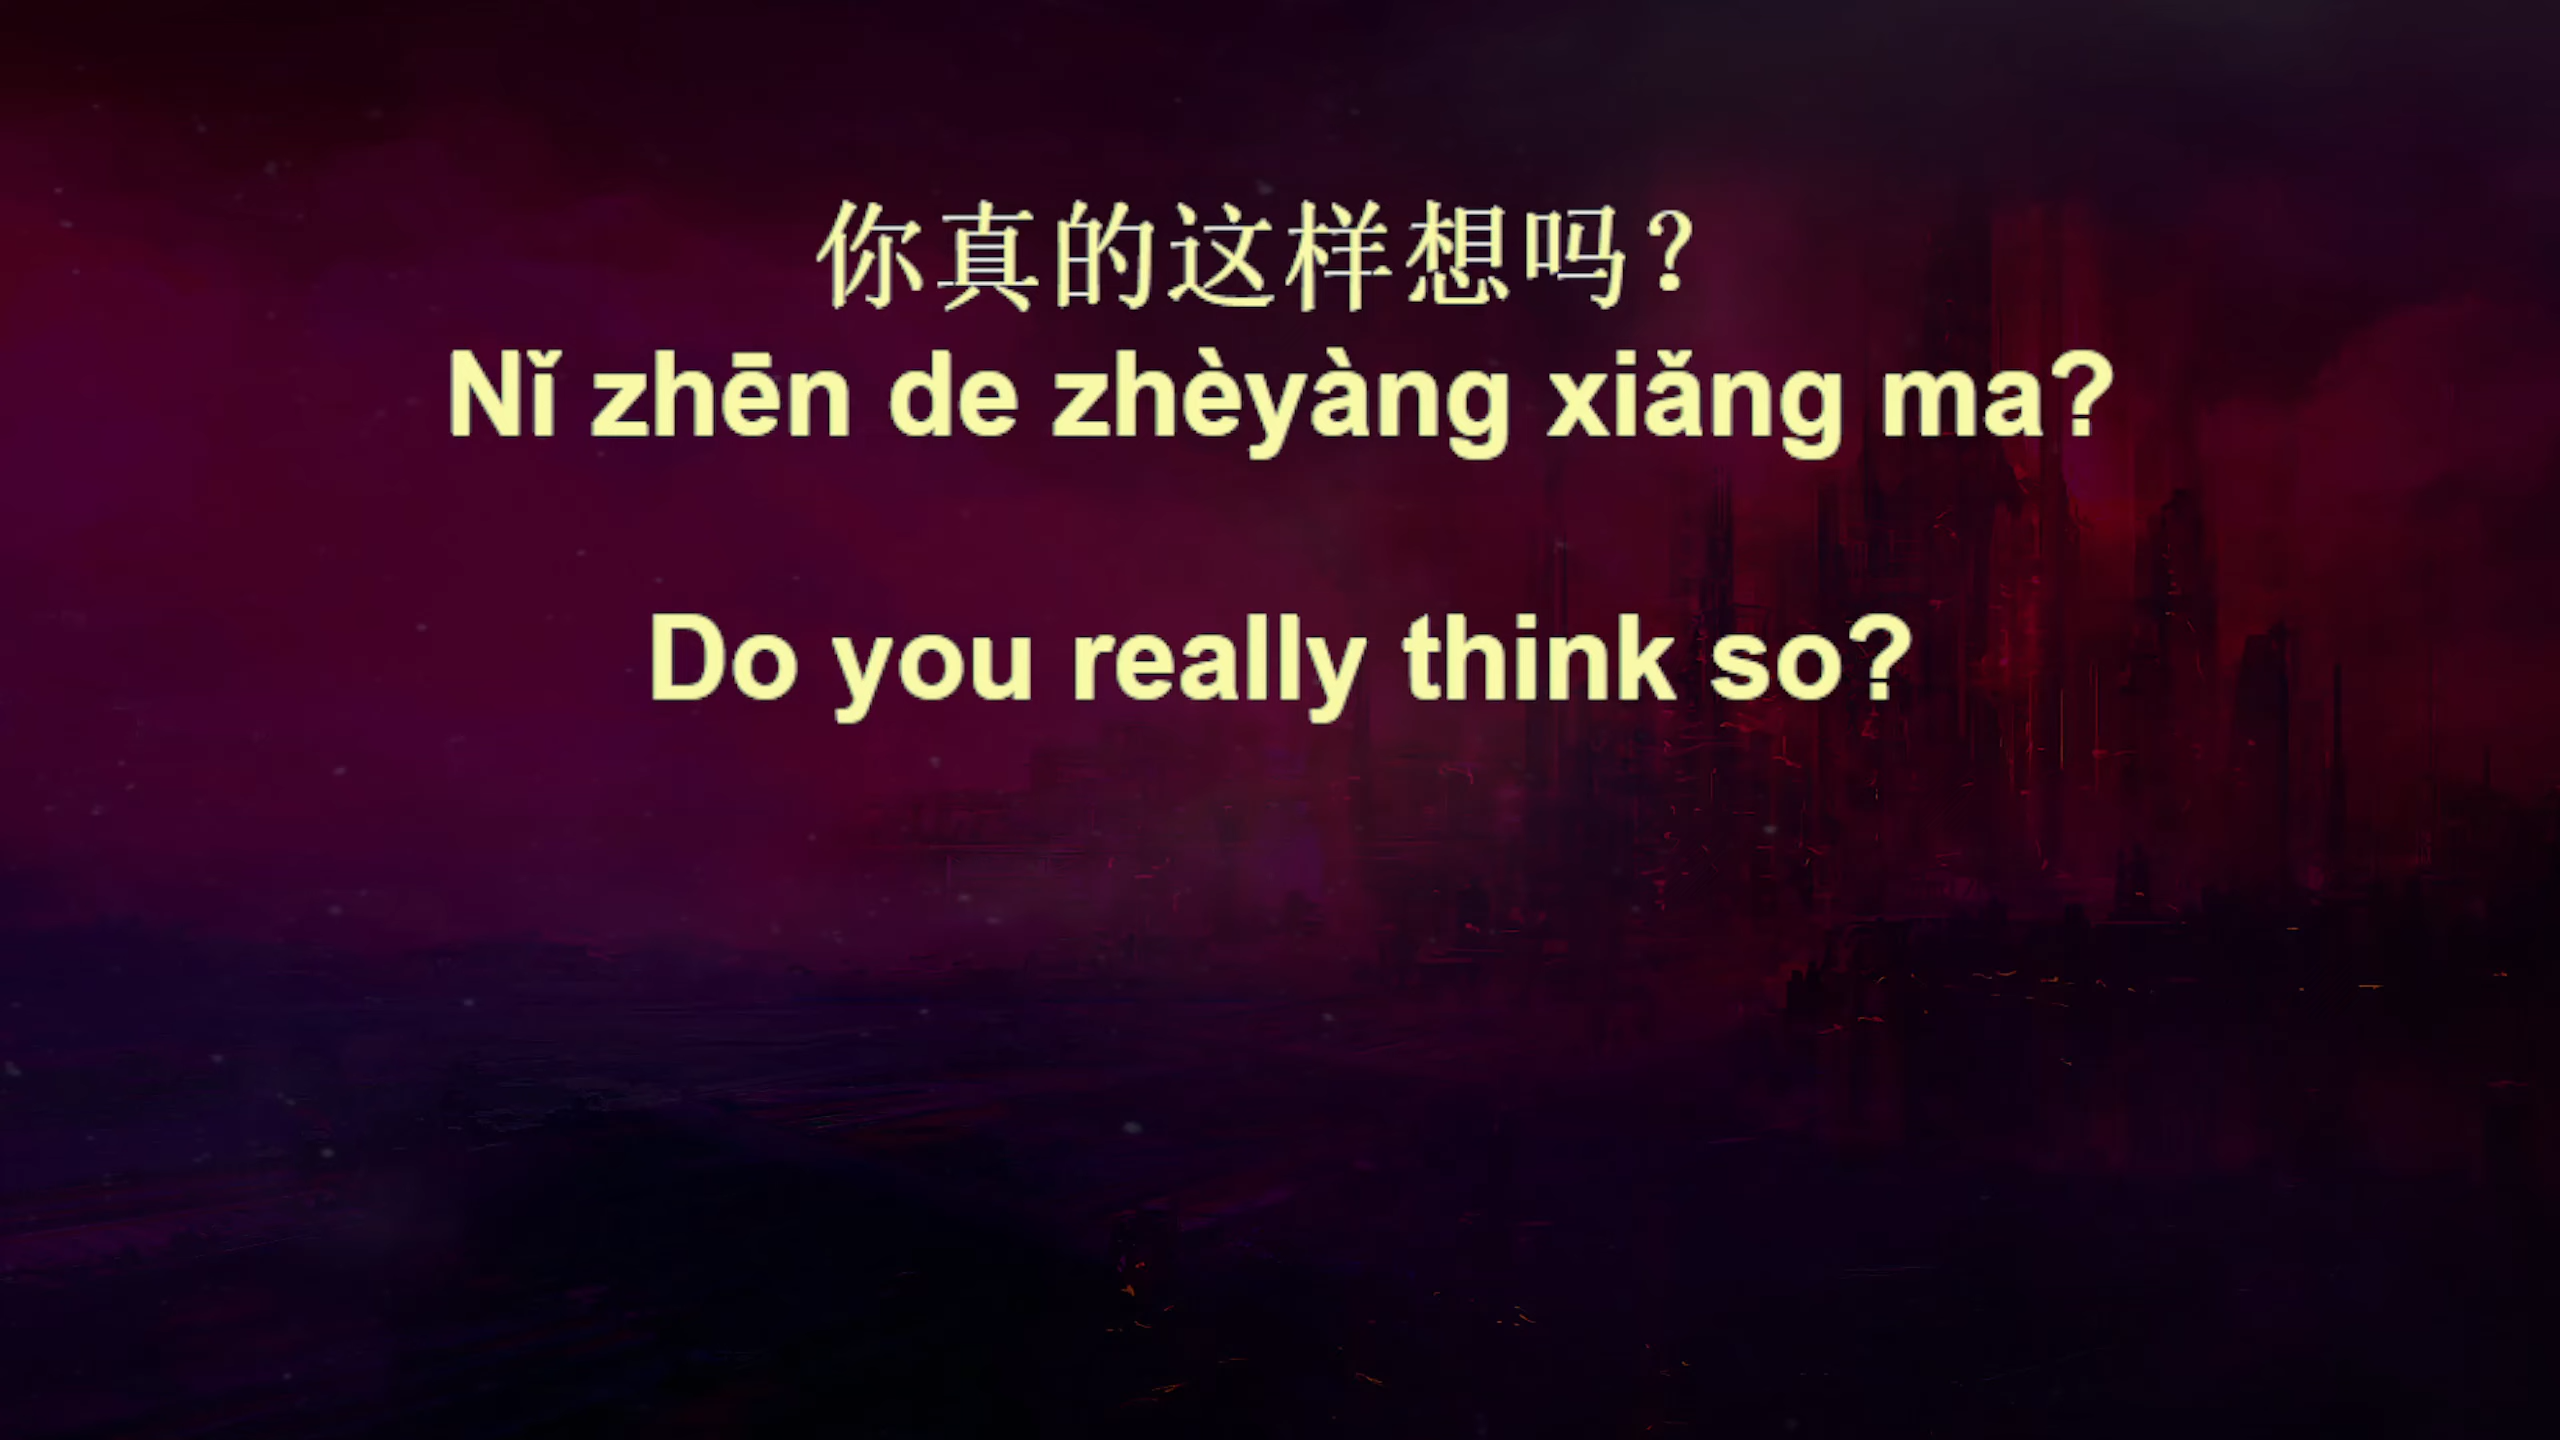 你真的这样想吗？
Nǐ zhēn de zhèyàng xiǎng ma?
Do you really think so?